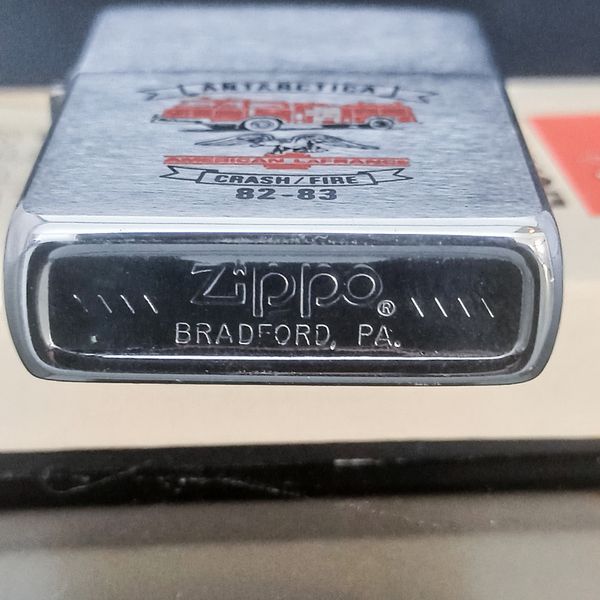 ANTARCTICA
AMERICAN LAFRANCE
CRASH/FIRE
82-83
\\\\ Zippo® \\\\
BRADFORD, PA.